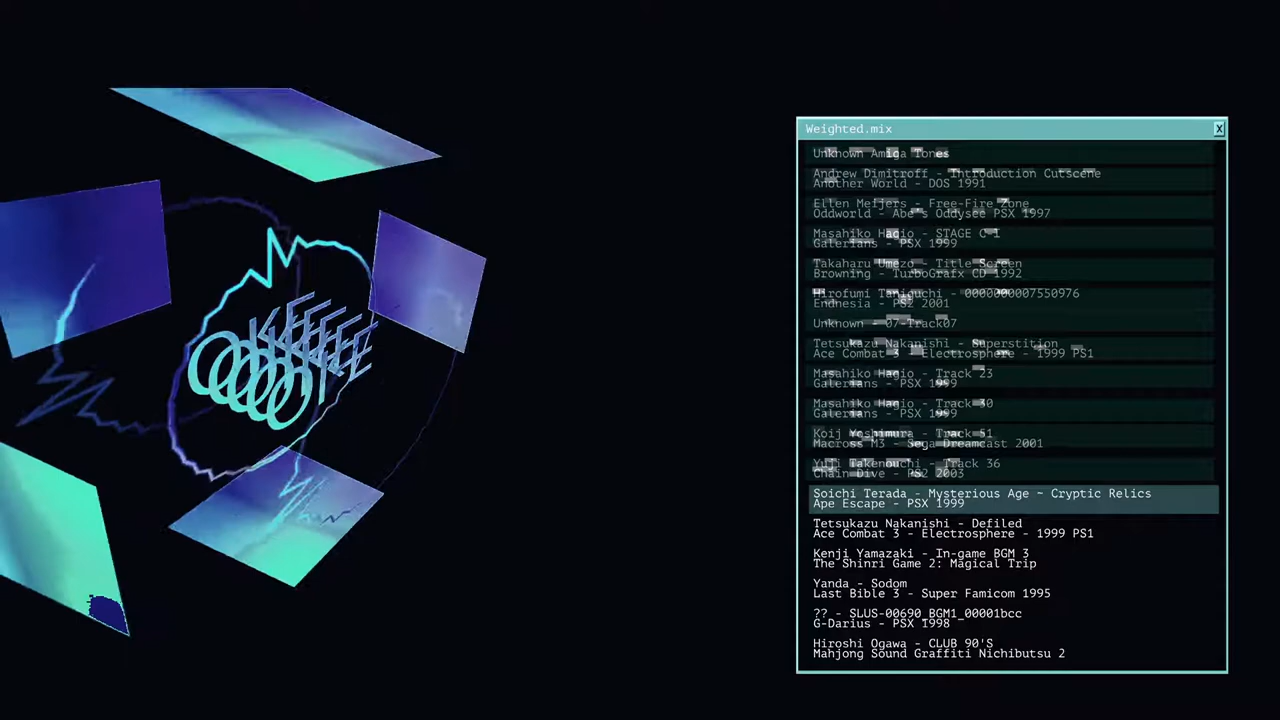 Weighted.mix
X
Unknown Amiga Tones
Andrew Dimitroff - Introduction Cutscene
Another World - DOS 1991
Ellen Meijers - Free-Fire Zone
Oddworld - Abe's Oddysee PSX 1997
Masahiko Hagio - STAGE C-1
Galerians - PSX 1999
Takaharu Umezo - Title Screen
Browning - TurboGrafx CD 1992
Hirofumi Taniguchi - 0000000007550976
Endnesia - PS2 2001
Unknown - 07-Track07
Tetsukazu Nakanishi - Superstition
Ace Combat 3 - Electrosphere - 1999 PS1
Masahiko Hagio - Track 23
Galerians - PSX 1999
Masahiko Hagio - Track 30
Galerians - PSX 1999
Koij Yoshimura - Track 51
Macross M3 - Sega Dreamcast 2001
Yuji Takenouchi - Track 36
Chain Dive - PS2 2003
Soichi Terada - Mysterious Age ~ Cryptic Relics
Ape Escape - PSX 1999
Tetsukazu Nakanishi - Defiled
Ace Combat 3 - Electrosphere - 1999 PS1
Kenji Yamazaki - In-game BGM 3
The Shinri Game 2: Magical Trip
Yanda - Sodom
Last Bible 3 - Super Famicom 1995
?? - SLUS-00690_BGM1_00001bcc
G-Darius - PSX 1998
Hiroshi Ogawa - CLUB 90'S
Mahjong Sound Graffiti Nichibutsu 2